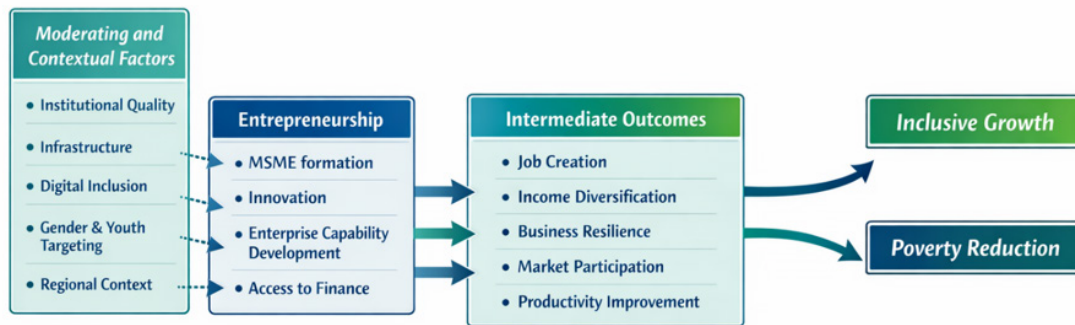 Moderating and
Contextual Factors
• Institutional Quality
• Infrastructure
• Digital Inclusion
• Gender & Youth
Targeting
• Regional Context
Entrepreneurship
• MSME formation
• Innovation
• Enterprise Capability
Development
• Access to Finance
Intermediate Outcomes
• Job Creation
• Income Diversification
• Business Resilience
• Market Participation
• Productivity Improvement
Inclusive Growth
Poverty Reduction